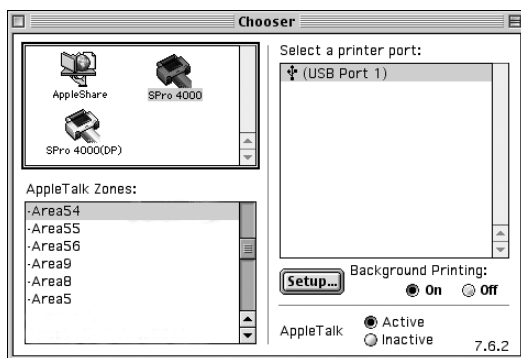 Chooser
AppleShare
SPro 4000
SPro 4000(DP)
AppleTalk Zones:
-Area54
-Area55
-Area56
-Area9
-Area8
-Area5
Select a printer port:
(USB Port 1)
Setup...
Background Printing:
On Off
AppleTalk
Active
Inactive
7.6.2